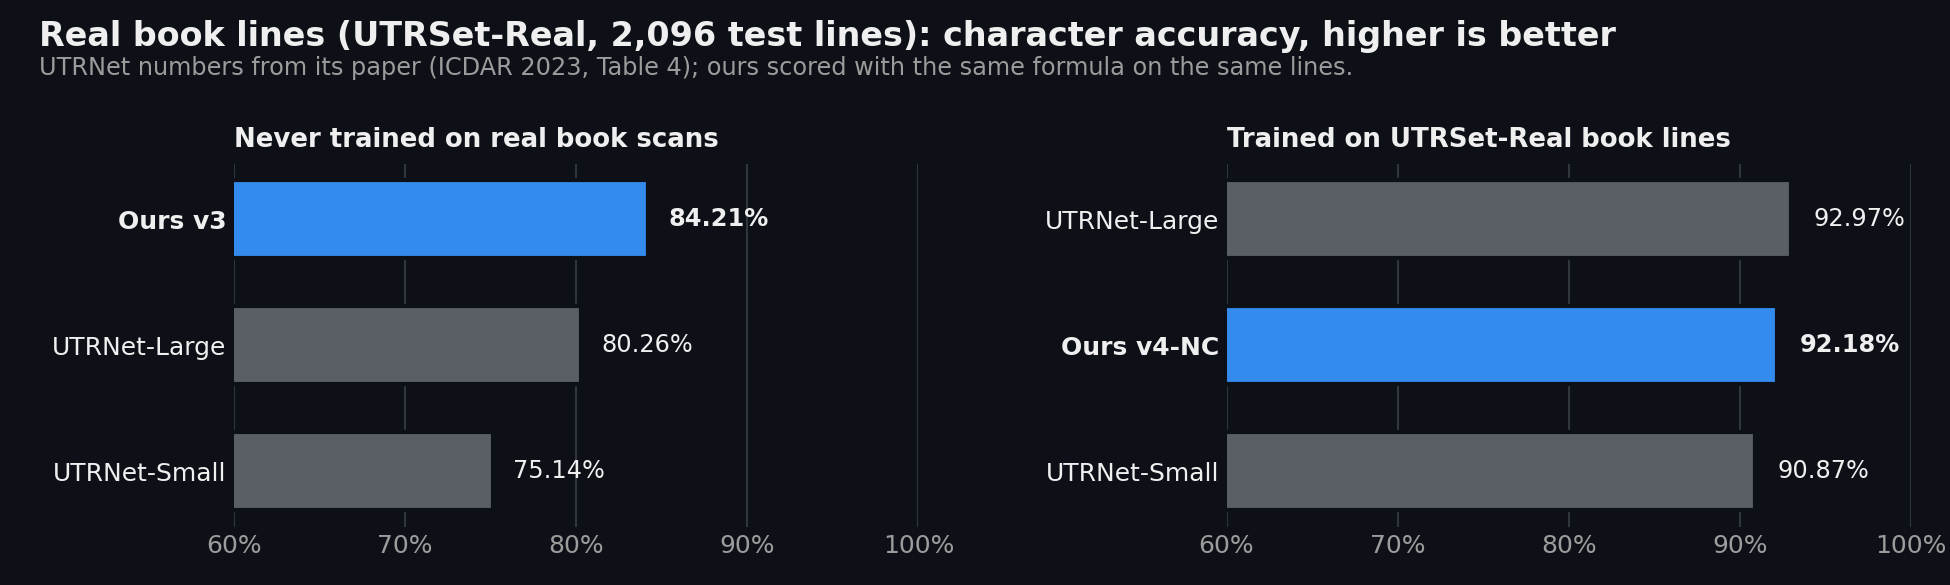 Real book lines (UTRSet-Real, 2,096 test lines): character accuracy, higher is better
UTRNet numbers from its paper (ICDAR 2023, Table 4); ours scored with the same formula on the same lines.
Never trained on real book scans
Ours v3 84.21%
UTRNet-Large 80.26%
UTRNet-Small 75.14%
60% 70% 80% 90% 100%
Trained on UTRSet-Real book lines
UTRNet-Large 92.97%
Ours v4-NC 92.18%
UTRNet-Small 90.87%
60% 70% 80% 90% 100%